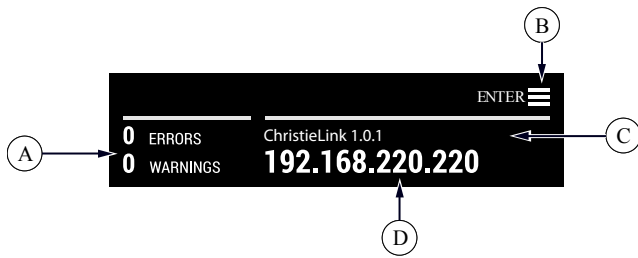 B
ENTER
A
0 ERRORS
0 WARNINGS
ChristieLink 1.0.1
192.168.220.220
C
D